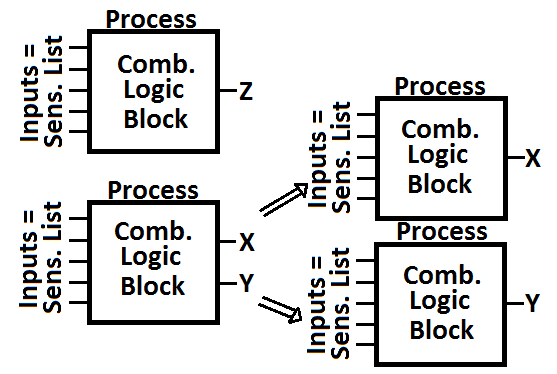 Process
Inputs =
Sens. List
Comb.
Logic
Block
Z
Process
Inputs =
Sens. List
Comb.
Logic
Block
X
Y
Process
Inputs =
Sens. List
Comb.
Logic
Block
X
Process
Inputs =
Sens. List
Comb.
Logic
Block
Y